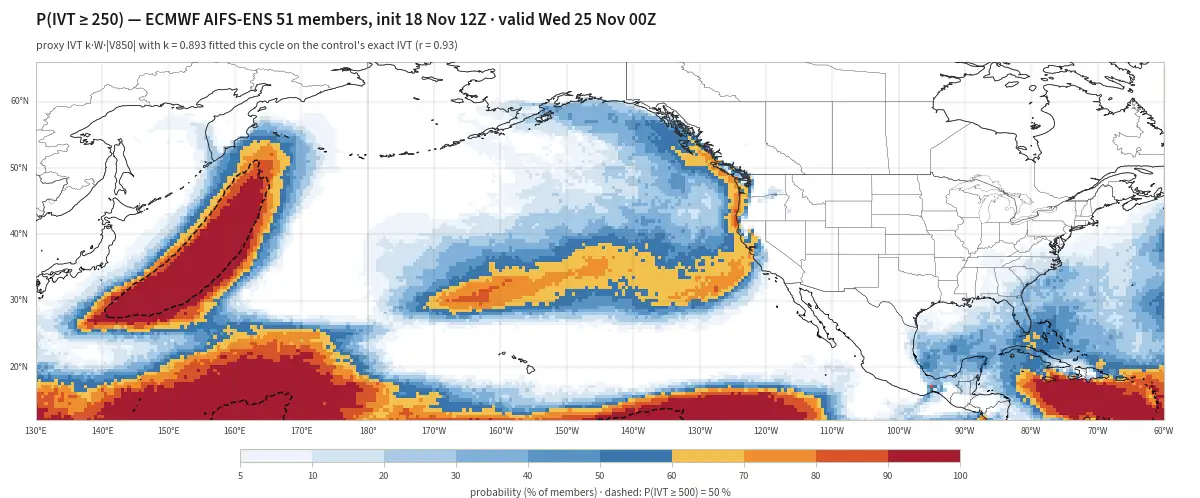 P(IVT ≥ 250) — ECMWF AIFS-ENS 51 members, init 18 Nov 12Z · valid Wed 25 Nov 00Z
proxy IVT k·W·|V850| with k = 0.893 fitted this cycle on the control's exact IVT (r = 0.93)
60°N
50°N
40°N
30°N
20°N
130°E 140°E 150°E 160°E 170°E 180° 170°W 160°W 150°W 140°W 130°W 120°W 110°W 100°W 90°W 80°W 70°W 60°W
5 10 20 30 40 50 60 70 80 90 100
probability (% of members) · dashed: P(IVT ≥ 500) = 50 %